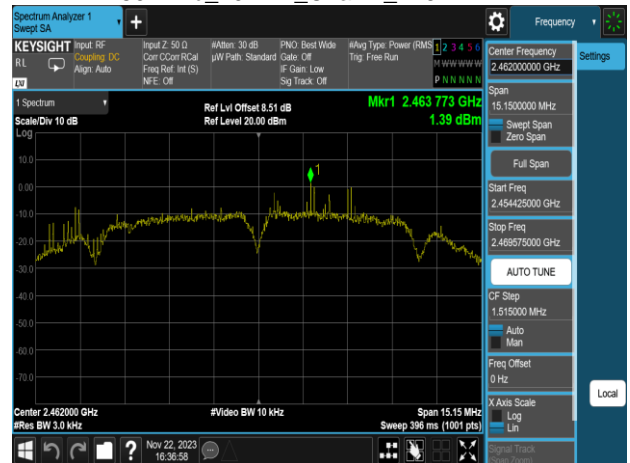 Spectrum Analyzer 1
Swept SA
Frequency
KEYSIGHT
RL
LXI
Input: RF
Coupling: DC
Align: Auto
Input Z: 50 Ω
Corr CCorr RCal
Freq Ref: Int (S)
NFE: Off
#Atten: 30 dB
µW Path: Standard
PNO: Best Wide
Gate: Off
IF Gain: Low
Sig Track: Off
#Avg Type: Power (RMS)
Trig: Free Run
1 2 3 4 5 6
M W W W W W
P N N N N N
1 Spectrum
Scale/Div 10 dB
Log
Ref Lvl Offset 8.51 dB
Ref Level 20.00 dBm
Mkr1 2.463 773 GHz
1.39 dBm
10.0
0.00
-10.0
-20.0
-30.0
-40.0
-50.0
-60.0
-70.0
1
Center 2.462000 GHz
#Res BW 3.0 kHz
#Video BW 10 kHz
Span 15.15 MHz
Sweep 396 ms (1001 pts)
Nov 22, 2023
16:36:58
?
Center Frequency
2.462000000 GHz
Settings
Span
15.1500000 MHz
Swept Span
Zero Span
Full Span
Start Freq
2.454425000 GHz
Stop Freq
2.469575000 GHz
AUTO TUNE
CF Step
1.515000 MHz
Auto
Man
Freq Offset
0 Hz
X Axis Scale
Log
Lin
Local
Signal Track
(Span Zoom)